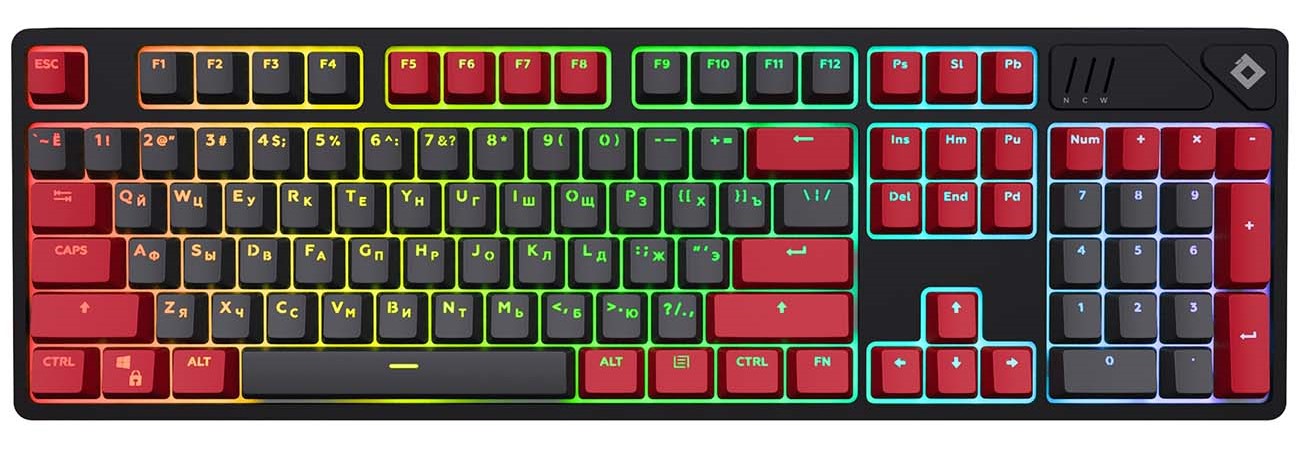 ESC F1 F2 F3 F4 F5 F6 F7 F8 F9 F10 F11 F12 Ps Sl Pb
N C W
`~Ё 1! 2@" 3# 4$; 5% 6^: 7&? 8* 9( 0) -— += ← Ins Hm Pu Num + × -
Qй Wц Eу Rк Tе Yн Uг Iш Oщ Pз {[х }]ъ \¦/ Del End Pd 7 8 9 +
CAPS Aф Sы Dв Fа Gп Hр Jо Kл Lд :;ж "'э ↵ 4 5 6
↑ Zя Xч Cс Vм Bи Nт Mь <,б >.ю ?/., ↑ ↑ 1 2 3 ↵
CTRL ALT — ALT CTRL FN ← ↓ → 0 .